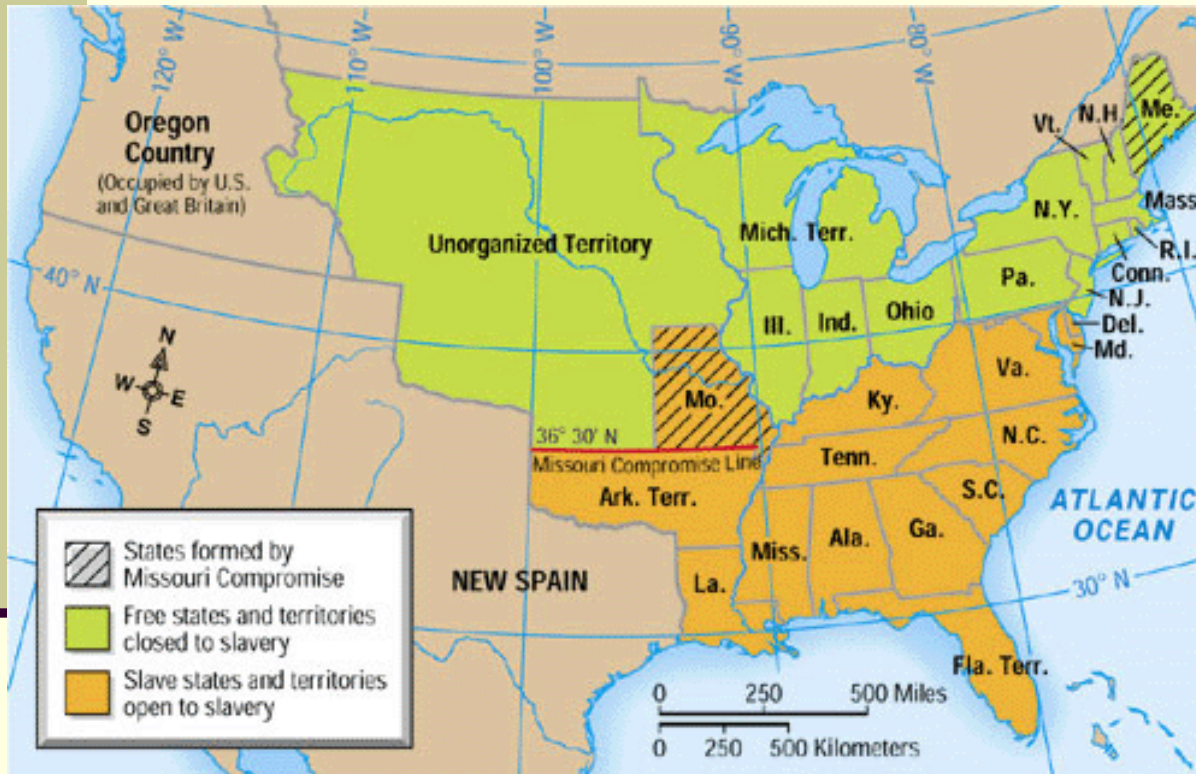 120° W
110° W
100° W
90° W
80° W
Oregon
Country
(Occupied by U.S.
and Great Britain)
Unorganized Territory
Mich. Terr.
Vt.
N.H.
Me.
N.Y.
Mass
R.I.
Conn.
Pa.
N.J.
Del.
Md.
40° N
Ill.
Ind.
Ohio
N
W
E
S
Mo.
Ky.
Va.
36° 30' N
Missouri Compromise Line
Tenn.
N.C.
Ark. Terr.
S.C.
ATLANTIC
OCEAN
Miss.
Ala.
Ga.
NEW SPAIN
La.
30° N
Fla. Terr.
States formed by
Missouri Compromise
Free states and territories
closed to slavery
Slave states and territories
open to slavery
0 250 500 Miles
0 250 500 Kilometers